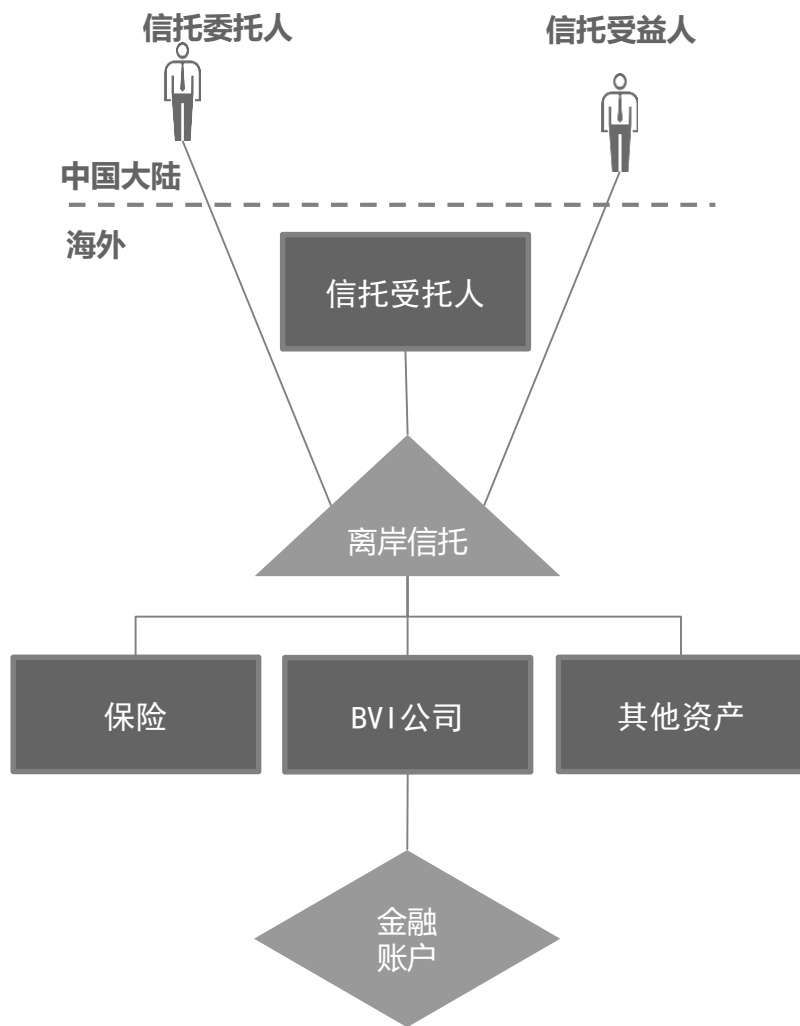 信托委托人
信托受益人
中国大陆
海外
信托受托人
离岸信托
保险
BVI公司
其他资产
金融
账户